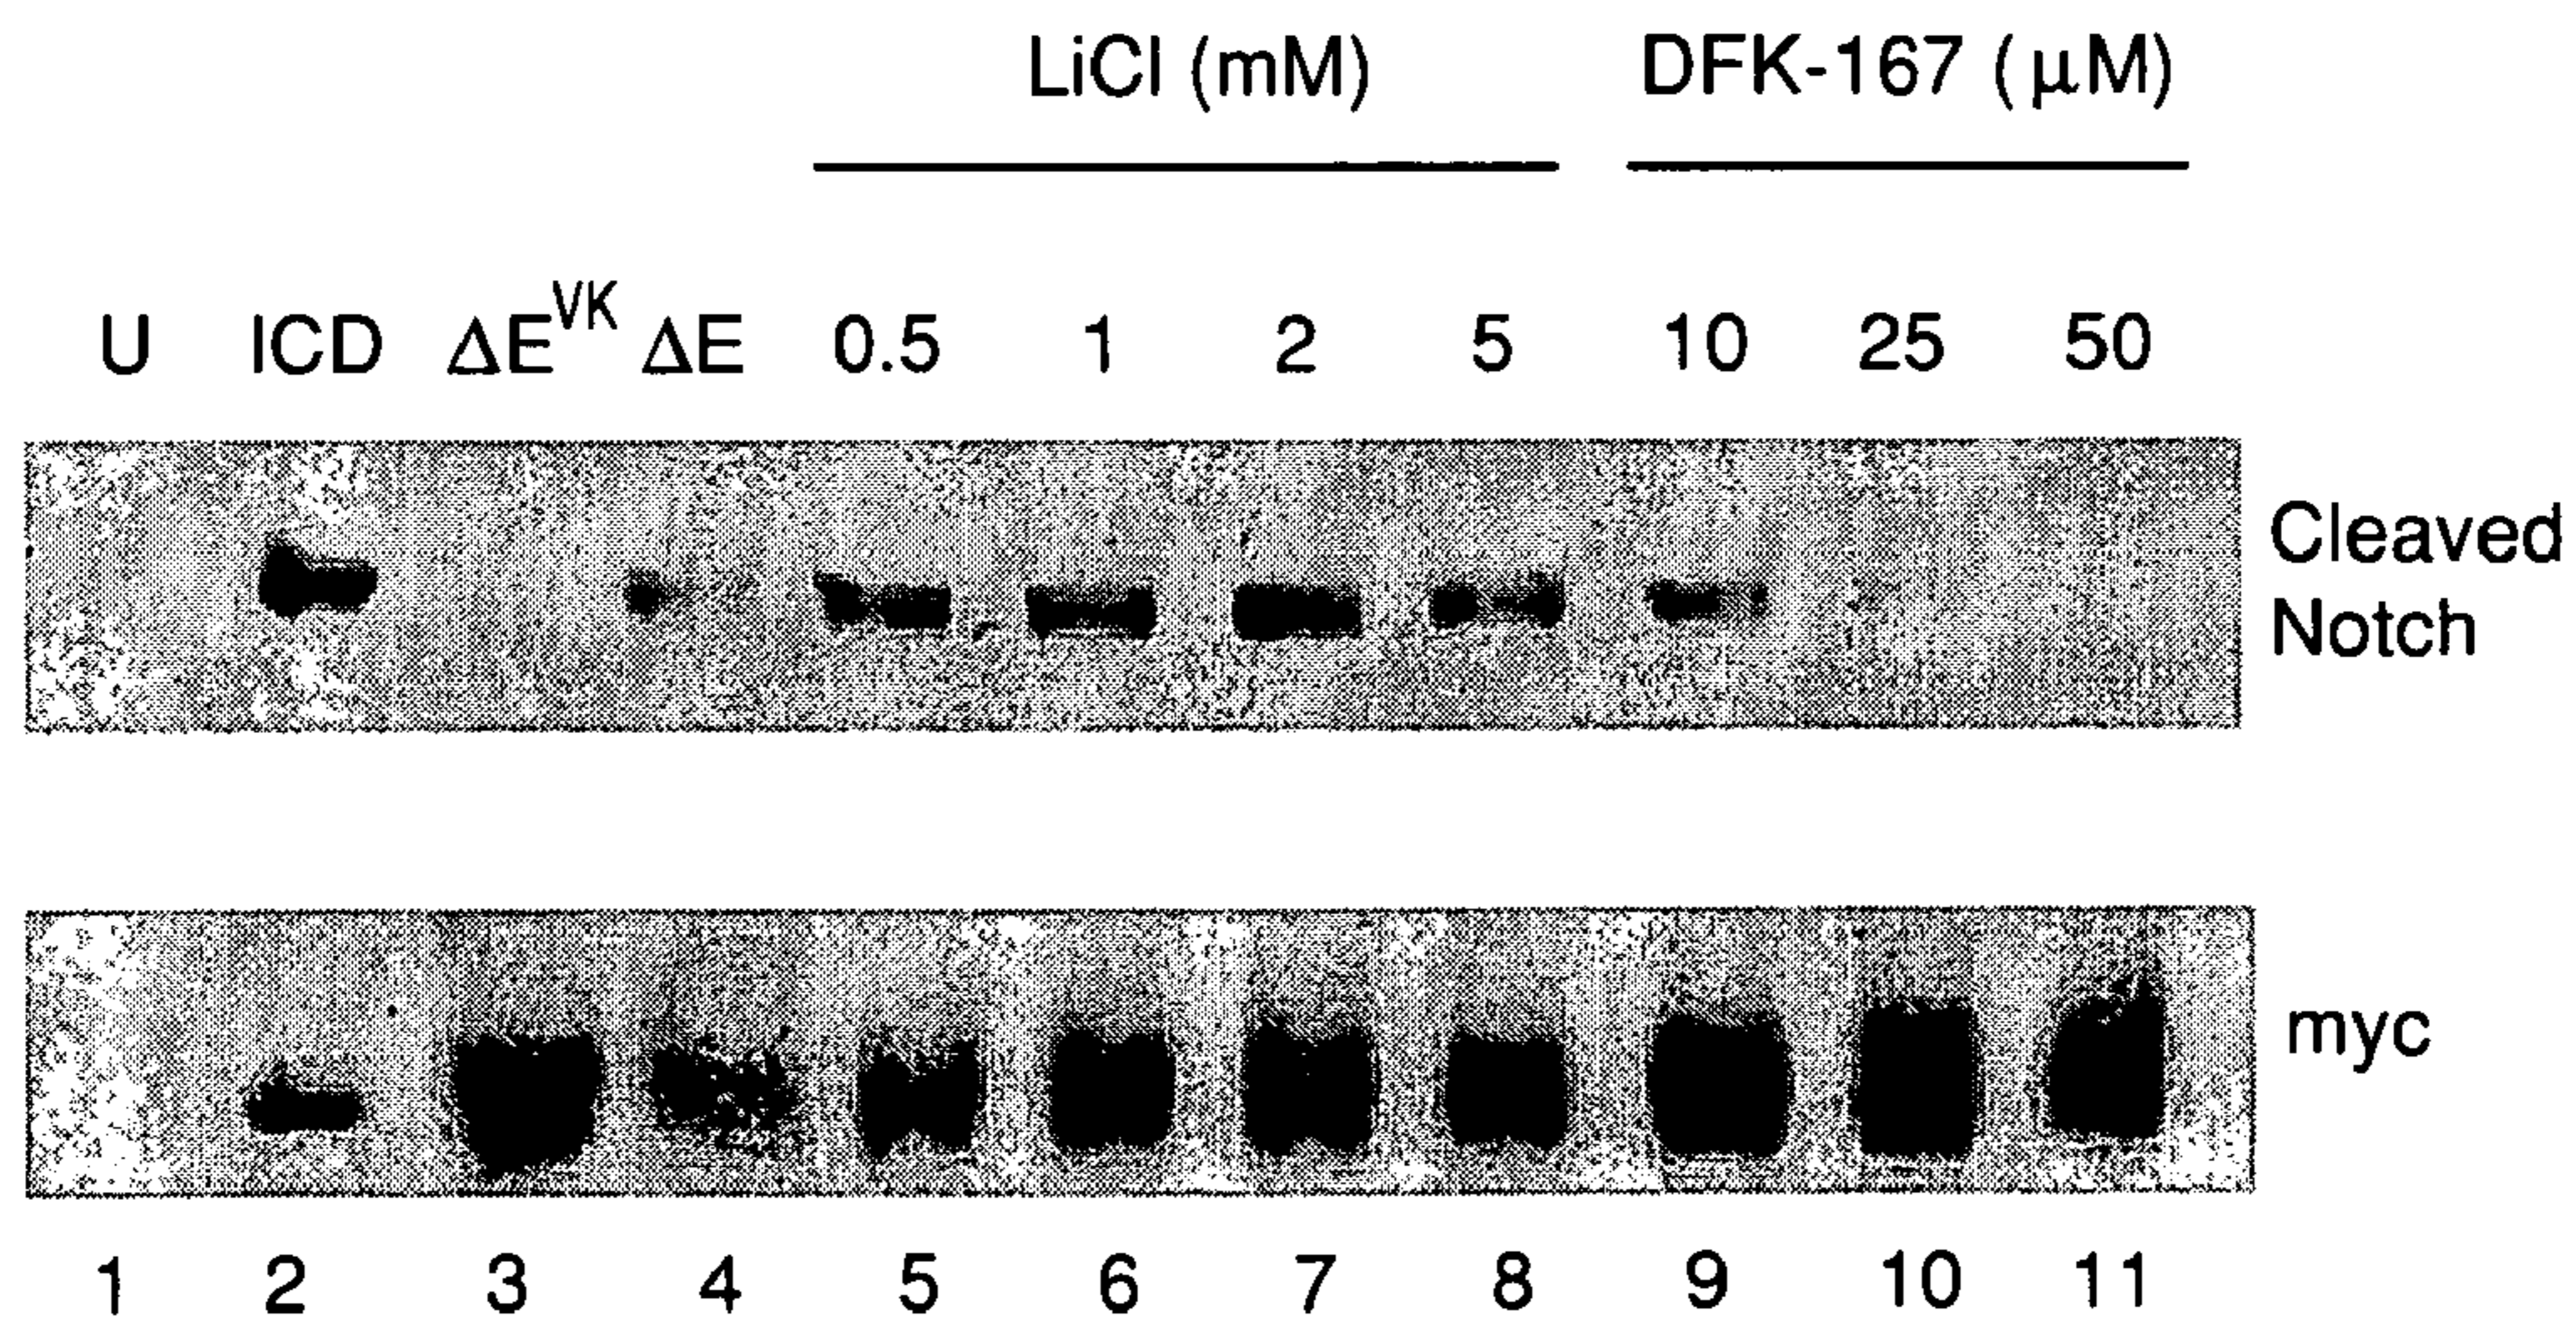 LiCl (mM) DFK-167 (µM)
U ICD ΔE^VK ΔE 0.5 1 2 5 10 25 50
Cleaved
Notch
myc
1 2 3 4 5 6 7 8 9 10 11